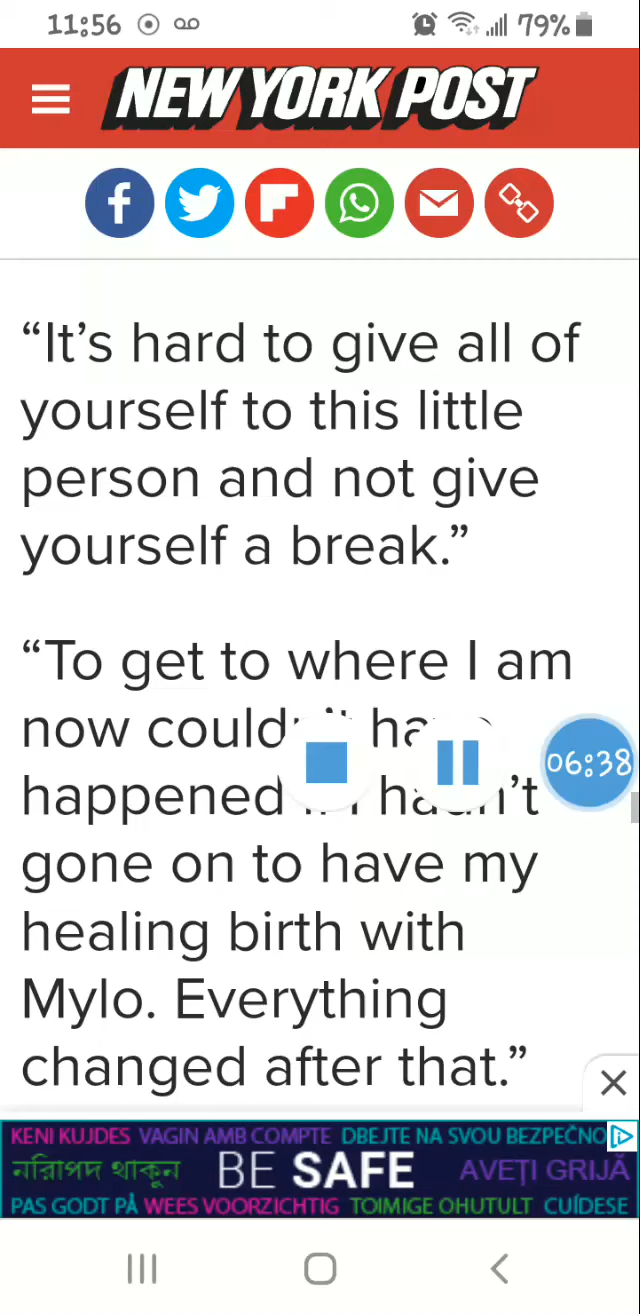 11:56 79%
NEW YORK POST
“It’s hard to give all of
yourself to this little
person and not give
yourself a break.”
“To get to where I am
now
happened
gone on to have my
healing birth with
Mylo. Everything
changed after that.”
06:38
KENI KUJDES VAGIN AMB COMPTE DBEJTE NA SVOU BEZPEČNO
নিরাপদ থাকুন BE SAFE AVEȚI GRIJĂ
PAS GODT PÅ WEES VOORZICHTIG TOIMIGE OHUTULT CUÍDESE